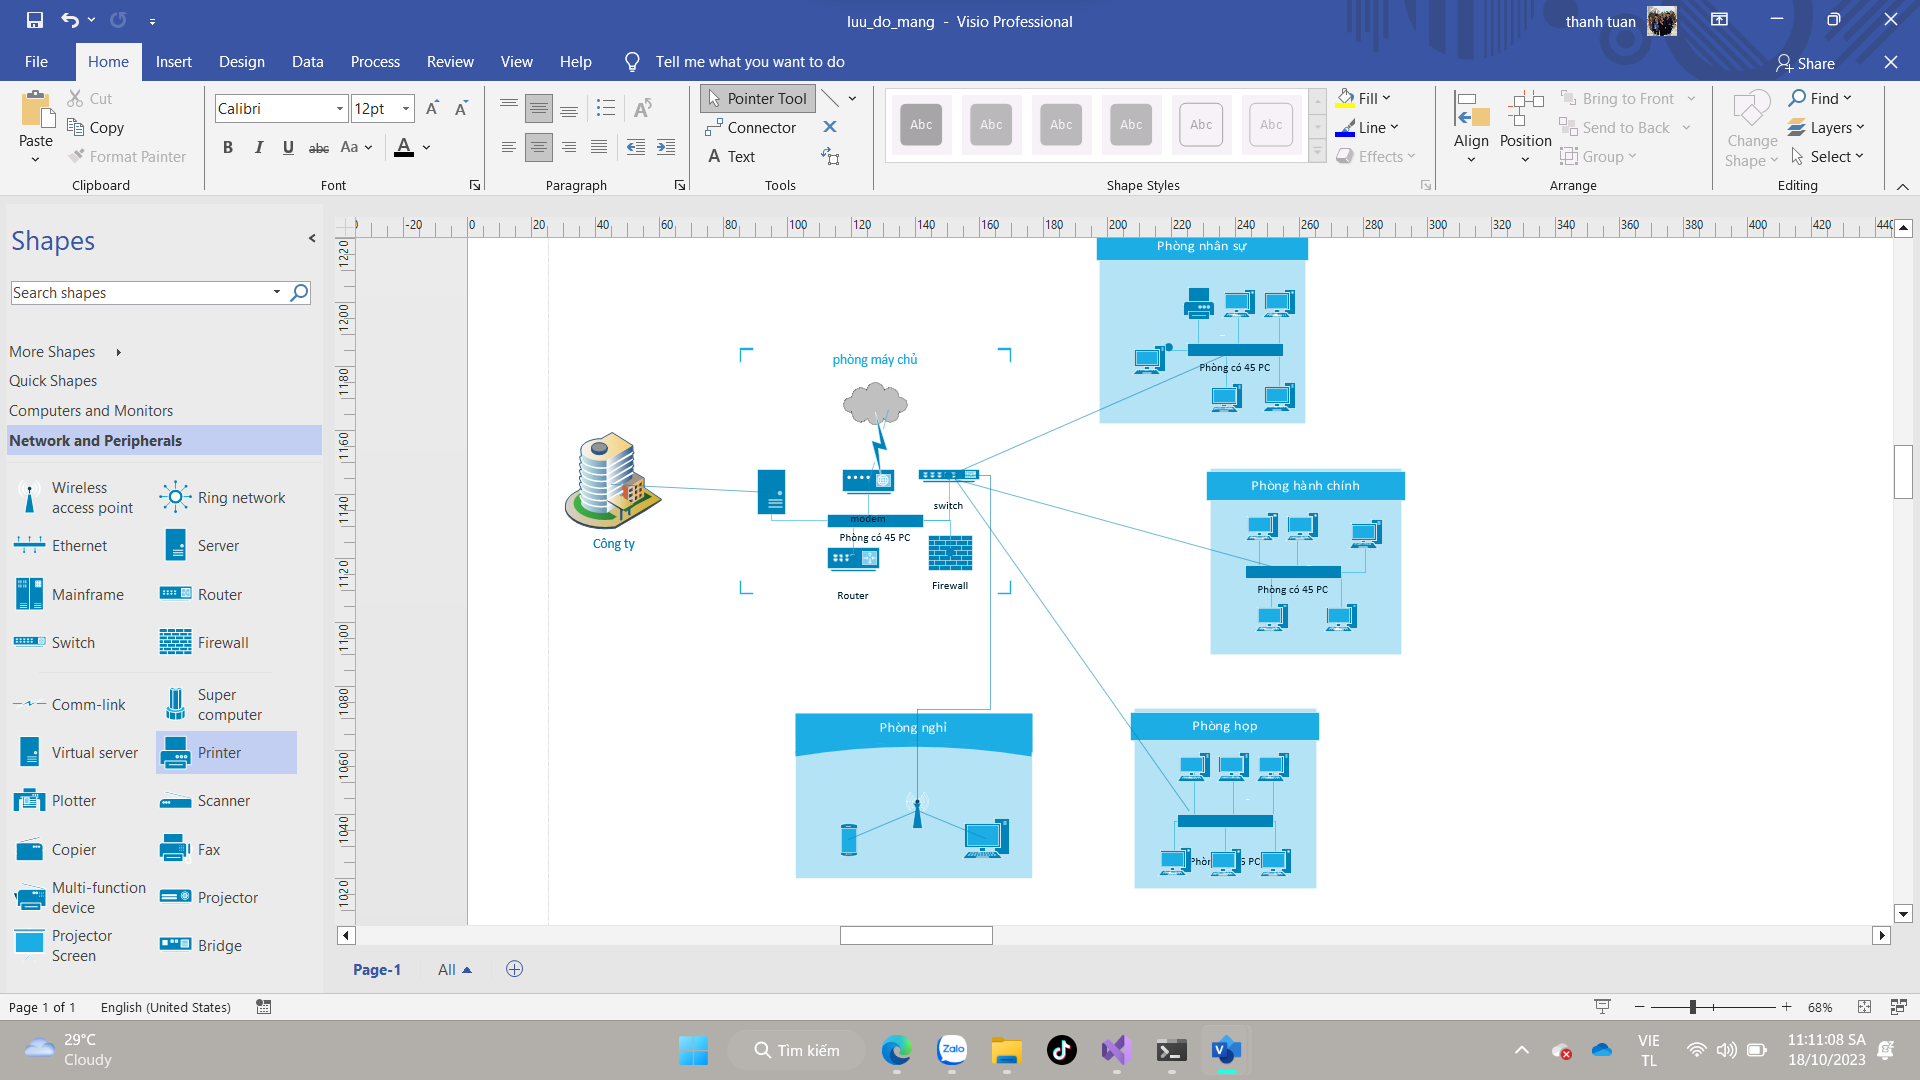 luu_do_mang - Visio Professional
thanh tuan
File
Home
Insert
Design
Data
Process
Review
View
Help
Tell me what you want to do
Share
Paste
Cut
Copy
Format Painter
Clipboard
Calibri
12pt
B I U abc Aa A
Font
Paragraph
Pointer Tool
Connector
A Text
Tools
Abc Abc Abc Abc Abc Abc
Shape Styles
Fill
Line
Effects
Align
Position
Bring to Front
Send to Back
Group
Arrange
Change Shape
Find
Layers
Select
Editing
Shapes
Search shapes
More Shapes
Quick Shapes
Computers and Monitors
Network and Peripherals
Wireless access point
Ring network
Ethernet
Server
Mainframe
Router
Switch
Firewall
Comm-link
Super computer
Virtual server
Printer
Plotter
Scanner
Copier
Fax
Multi-function device
Projector
Projector Screen
Bridge
-20 0 20 40 60 80 100 120 140 160 180 200 220 240 260 280 300 320 340 360 380 400 420 440
1220
1200
1180
1160
1140
1120
1100
1080
1060
1040
1020
Phòng nhân sự
Phòng có 45 PC
phòng máy chủ
Công ty
modem
Phòng có 45 PC
switch
Router
Firewall
Phòng hành chính
Phòng có 45 PC
Phòng nghỉ
Phòng họp
Page-1
All
Page 1 of 1
English (United States)
68%
29°C
Cloudy
Tìm kiếm
Zalo
VIE
TL
11:11:08 SA
18/10/2023